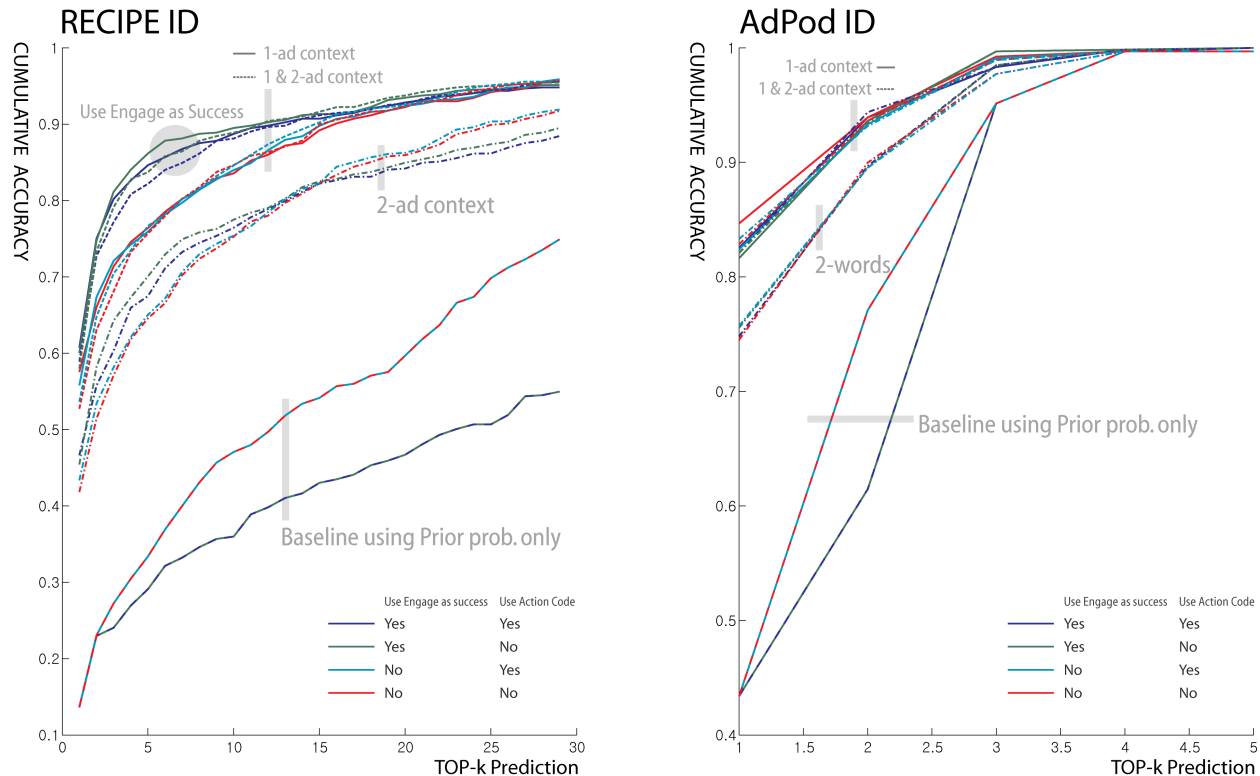 RECIPE ID
CUMULATIVE ACCURACY
1
0.9
0.8
0.7
0.6
0.5
0.4
0.3
0.2
0.1
1-ad context
1 & 2-ad context
Use Engage as Success
2-ad context
Baseline using Prior prob. only
Use Engage as success Use Action Code
Yes Yes
Yes No
No Yes
No No
0 5 10 15 20 25 30
TOP-k Prediction
AdPod ID
CUMULATIVE ACCURACY
1
0.9
0.8
0.7
0.6
0.5
0.4
1-ad context
1 & 2-ad context
2-words
Baseline using Prior prob. only
Use Engage as success Use Action Code
Yes Yes
Yes No
No Yes
No No
1 1.5 2 2.5 3 3.5 4 4.5 5
TOP-k Prediction